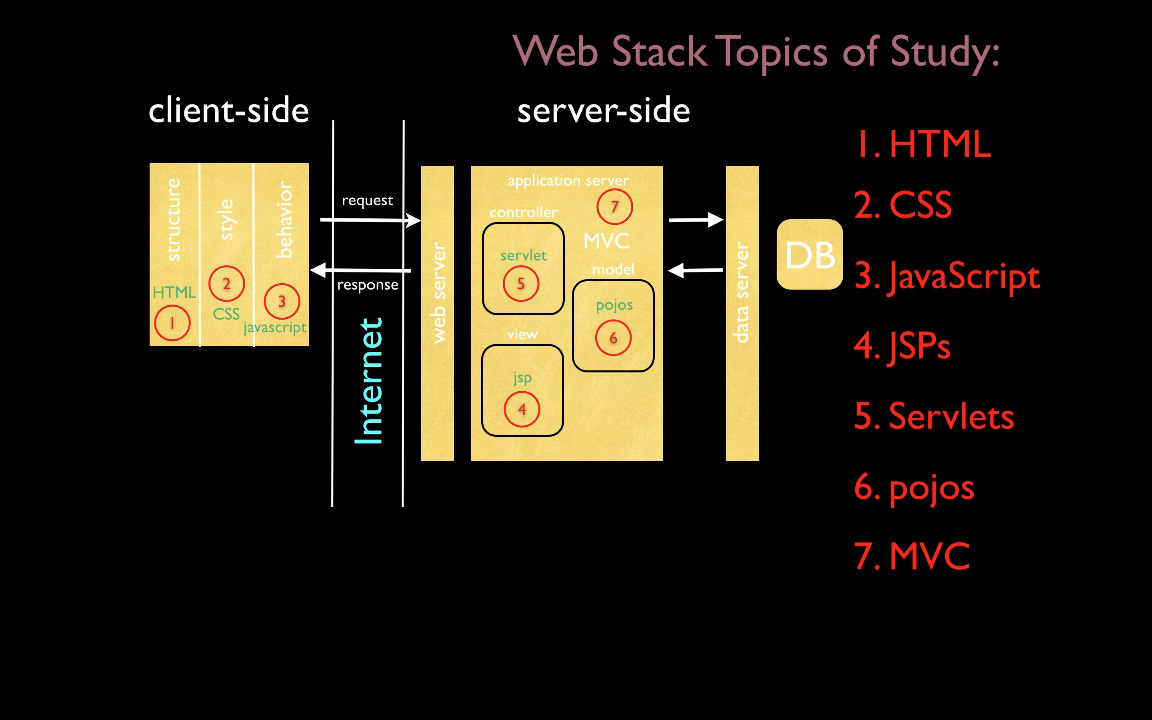 Web Stack Topics of Study:
client-side
server-side
structure
HTML
1
style
2
CSS
behavior
3
javascript
request
response
Internet
web server
application server
7
MVC
controller
servlet
5
model
pojos
6
view
jsp
4
data server
DB
1. HTML
2. CSS
3. JavaScript
4. JSPs
5. Servlets
6. pojos
7. MVC